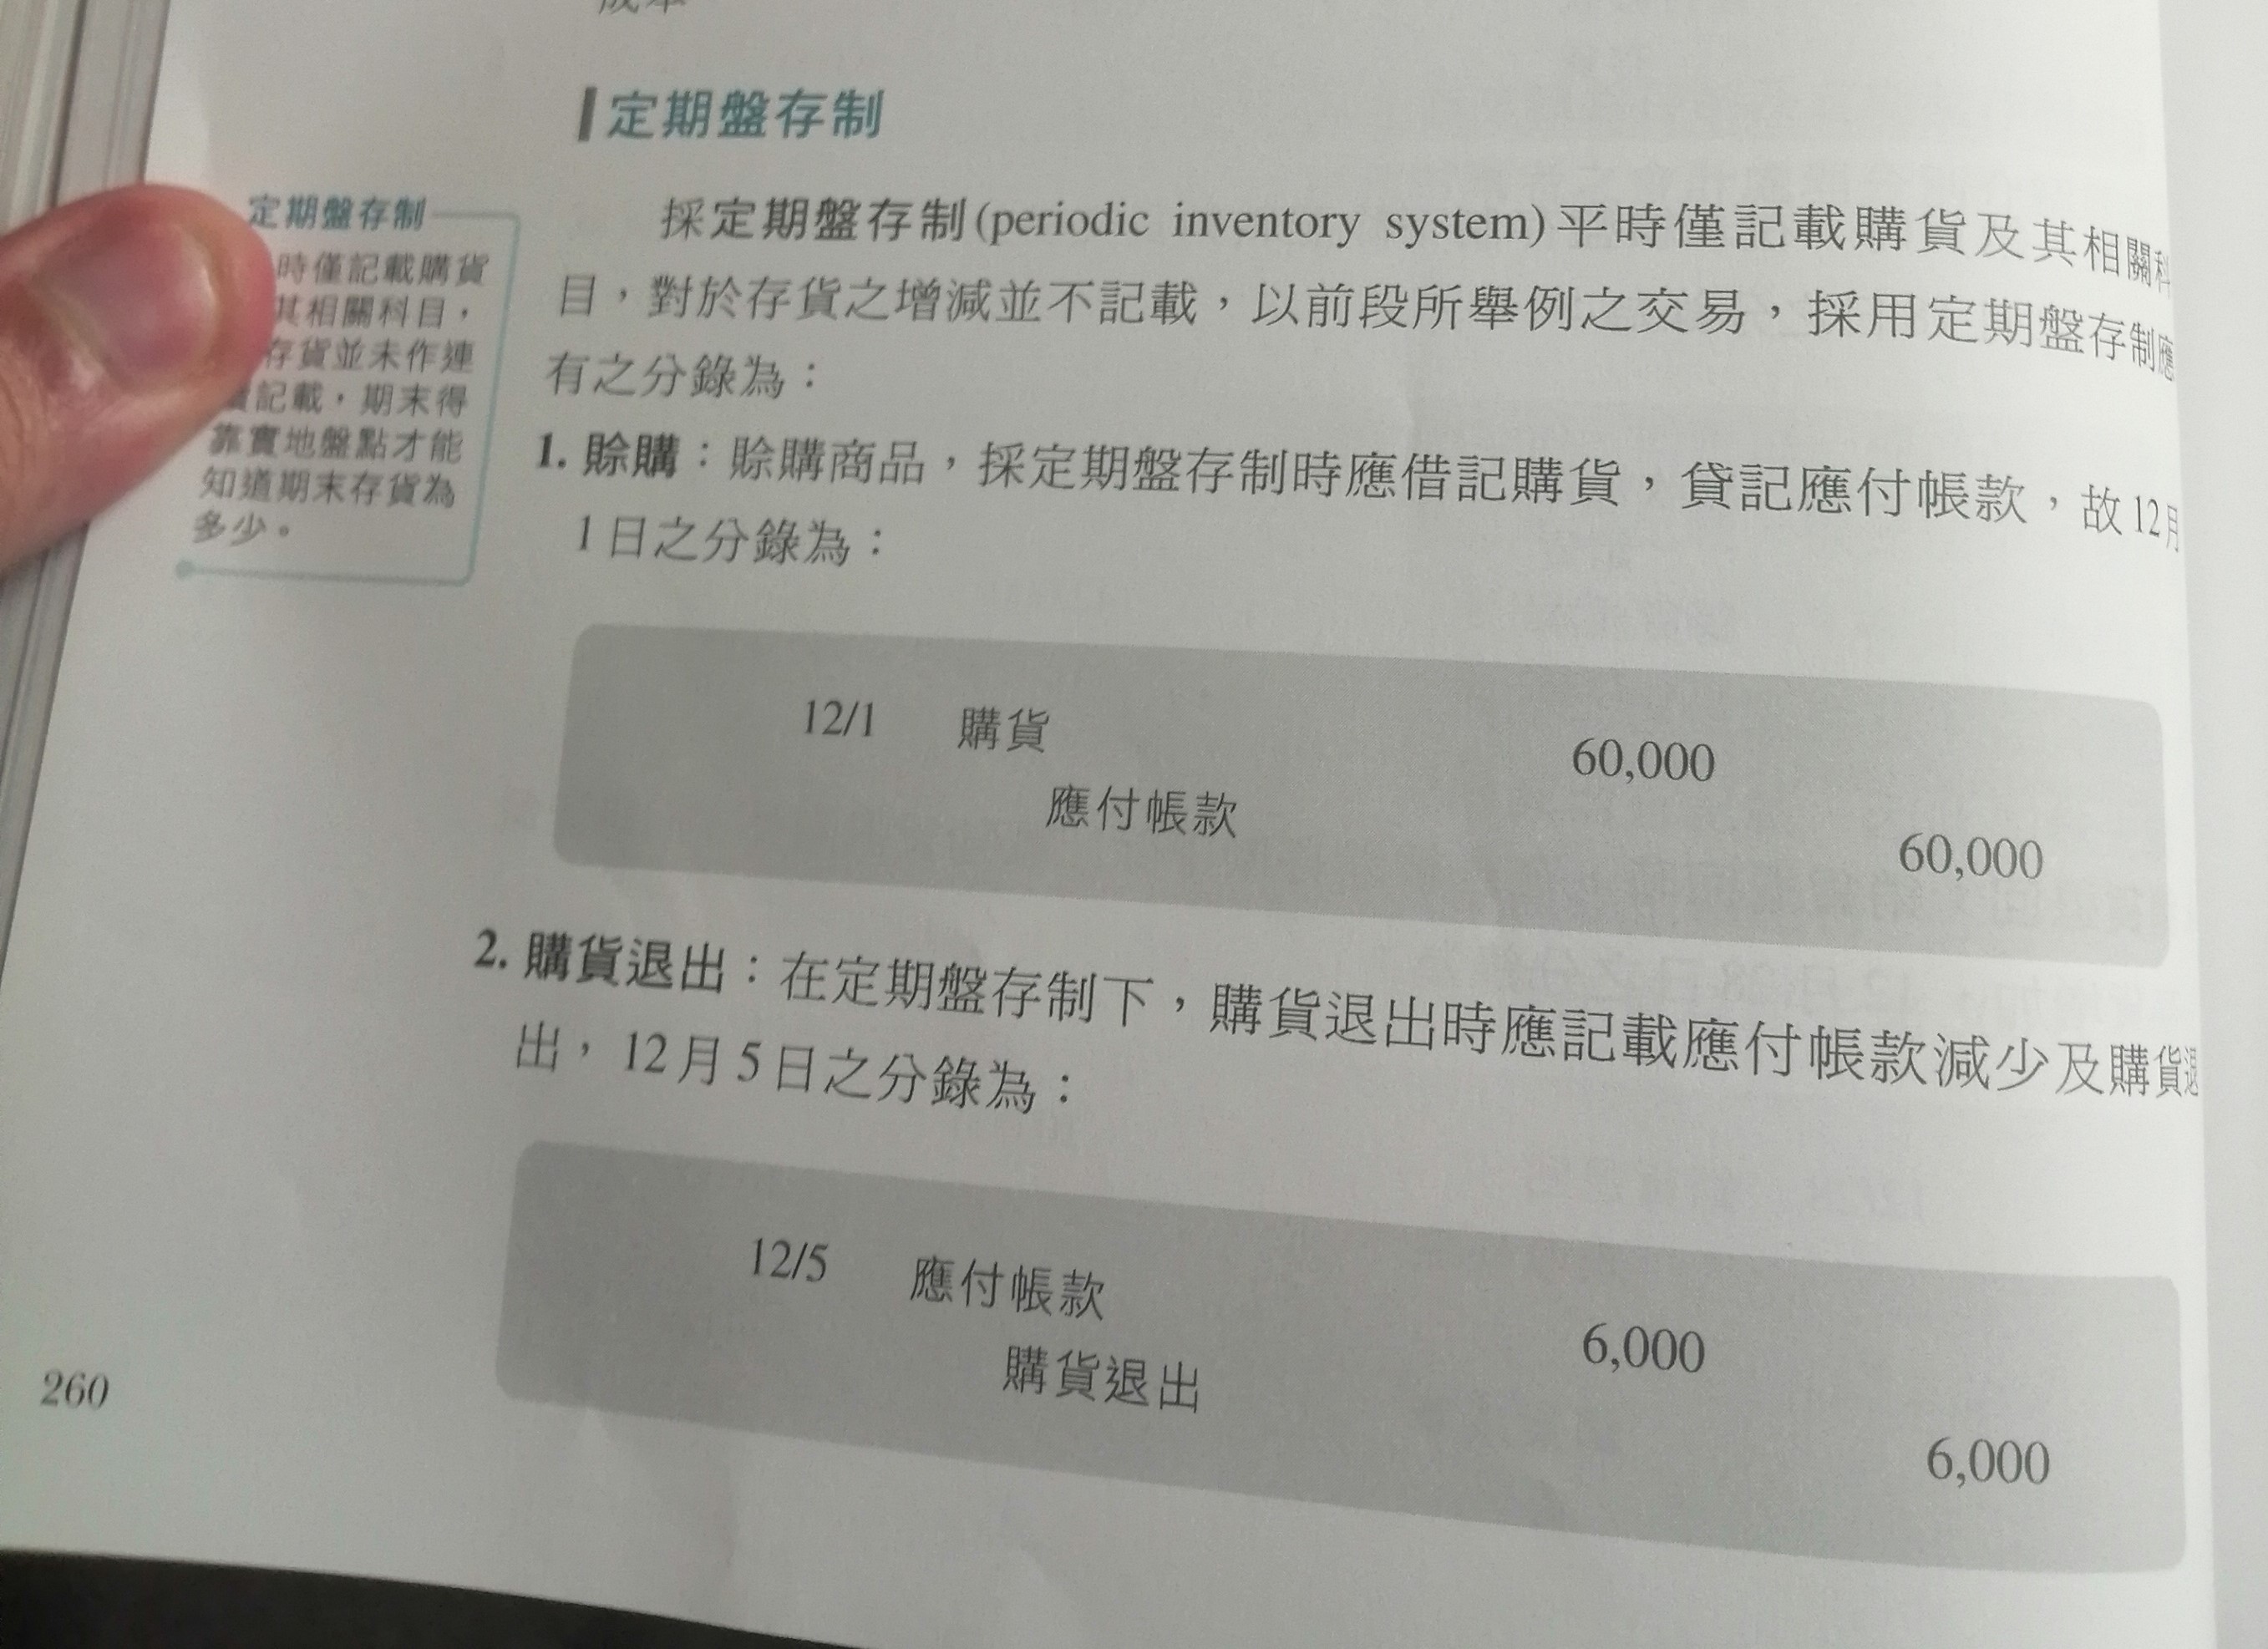 定期盤存制
定期盤存制
時僅記載購貨
其相關科目，
存貨並未作連
記載，期末得
靠實地盤點才能
知道期末存貨為
多少。
採定期盤存制(periodic inventory system)平時僅記載購貨及其相關科
目，對於存貨之增減並不記載，以前段所舉例之交易，採用定期盤存制應
有之分錄為：
1. 賒購：賒購商品，採定期盤存制時應借記購貨，貸記應付帳款，故12月
1日之分錄為：
12/1 購貨 60,000
應付帳款 60,000
2. 購貨退出：在定期盤存制下，購貨退出時應記載應付帳款減少及購貨退
出，12月5日之分錄為：
12/5 應付帳款 6,000
購貨退出 6,000
260